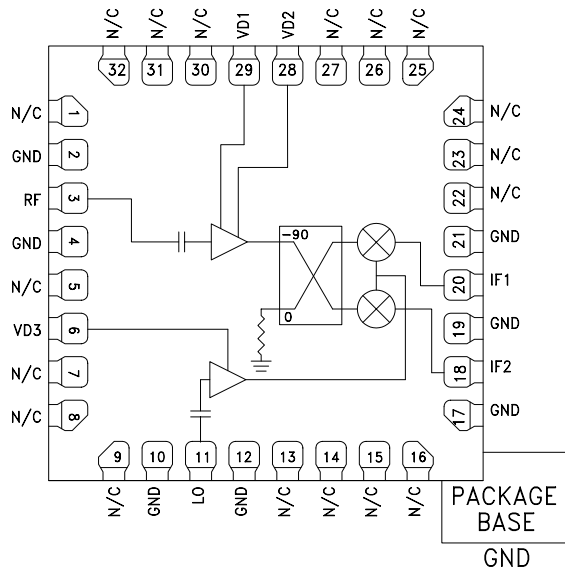 N/C N/C N/C VD1 VD2 N/C N/C N/C
32 31 30 29 28 27 26 25
N/C 1 24 N/C
GND 2 23 N/C
RF 3 22 N/C
GND 4 21 GND
-90
N/C 5 20 IF1
0
VD3 6 19 GND
N/C 7 18 IF2
N/C 8 17 GND
9 10 11 12 13 14 15 16
N/C GND LO GND N/C N/C N/C N/C
PACKAGE
BASE
GND